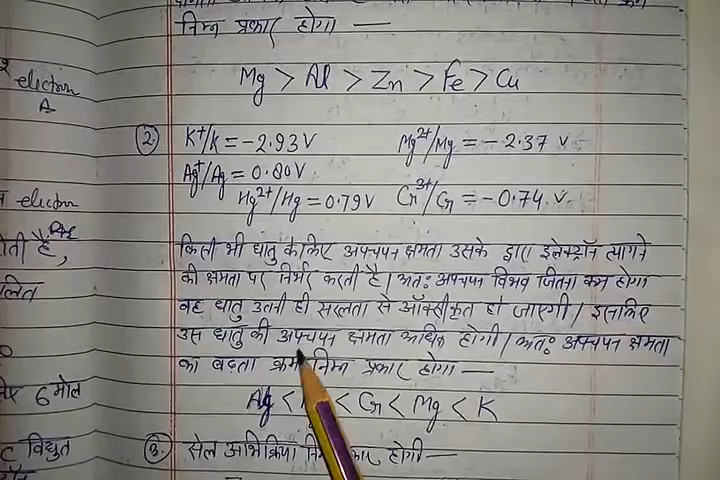 निम्न प्रकार होगा —
Mg > Al > Zn > Fe > Cu
electron
② K⁺/K = -2.93 V Mg²⁺/Mg = -2.37 V
Ag⁺/Ag = 0.80V
Hg²⁺/Hg = 0.79V Cr³⁺/Cr = -0.74 V
electron
किसी भी धातु के लिए अपचयन क्षमता उसके द्वारा इलेक्ट्रॉन त्यागने
की क्षमता पर निर्भर करती है। अतः अपचयन विभव जितना कम होगा
वह धातु उतनी ही सरलता से ऑक्सीकृत हो जाएगी। इसलिए
उस धातु की अपचयन क्षमता अधिक होगी। अतः अपचयन क्षमता
का बढ़ता क्रम निम्न प्रकार होगा —
6 मोल
Ag < < Cr < Mg < K
विद्युत
③. सेल अभिक्रिया होगी —